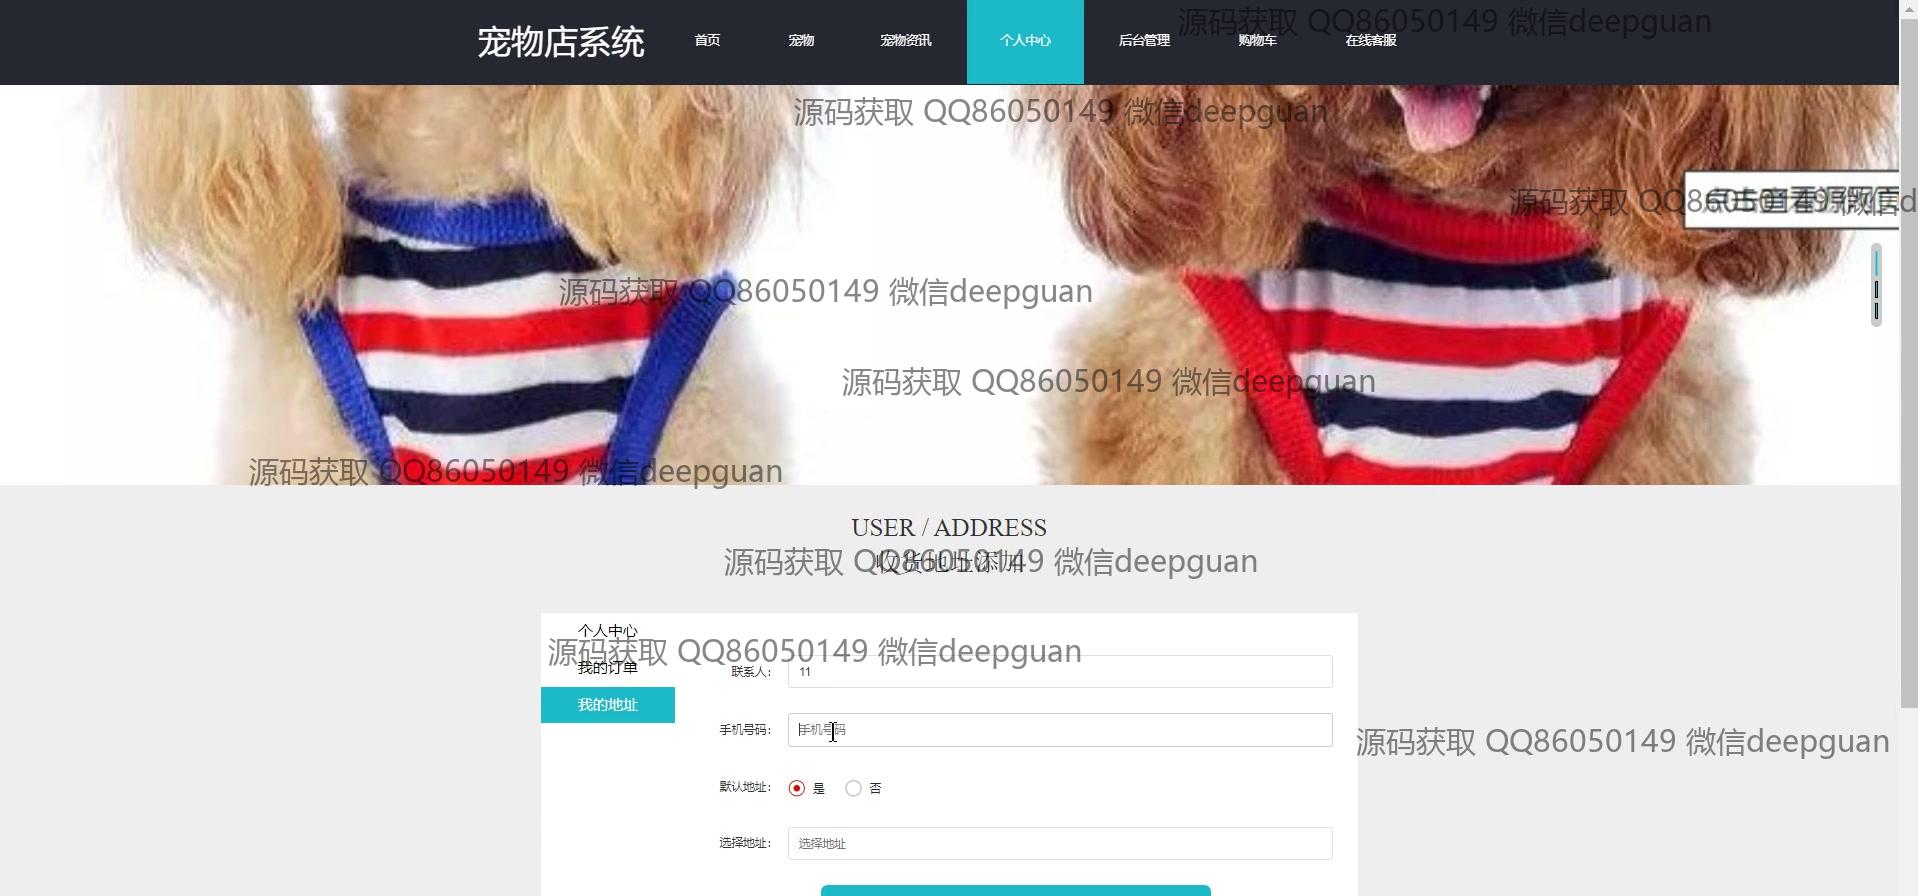 宠物店系统 首页 宠物 宠物资讯 个人中心 后台管理 购物车 在线客服
源码获取 QQ86050149 微信deepguan
源码获取 QQ86050149 微信deepguan
源码获取 QQ86050149 微信d
源码获取 QQ86050149 微信deepguan
源码获取 QQ86050149 微信deepguan
源码获取 QQ86050149 微信deepguan
USER / ADDRESS
收货地址添加
源码获取 QQ86050149 微信deepguan
个人中心
源码获取 QQ86050149 微信deepguan
我的订单
联系人： 11
我的地址
手机号码： 手机号码
源码获取 QQ86050149 微信deepguan
默认地址： 是 否
选择地址： 选择地址